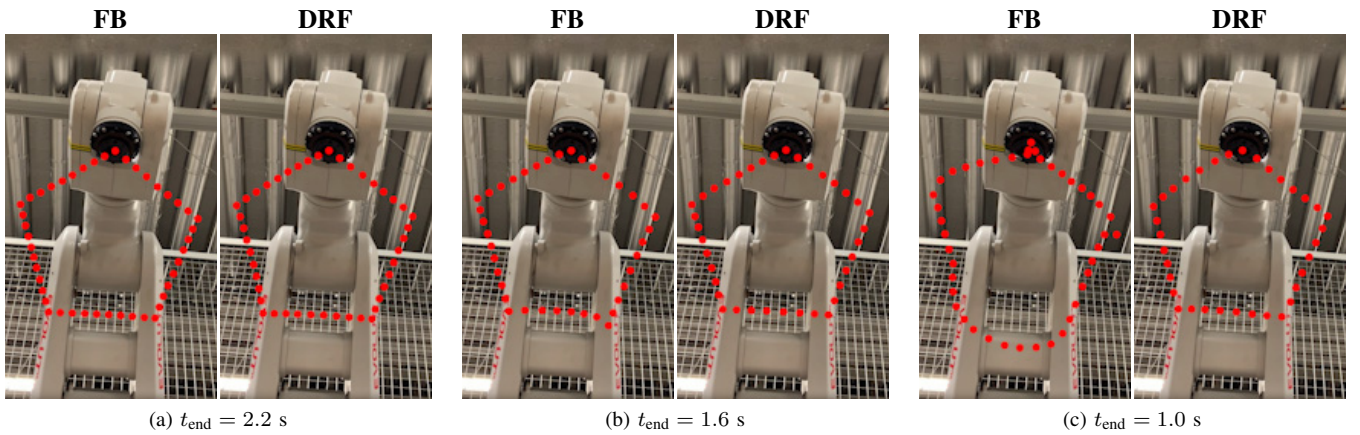 FB DRF FB DRF FB DRF
(a) t_end = 2.2 s (b) t_end = 1.6 s (c) t_end = 1.0 s